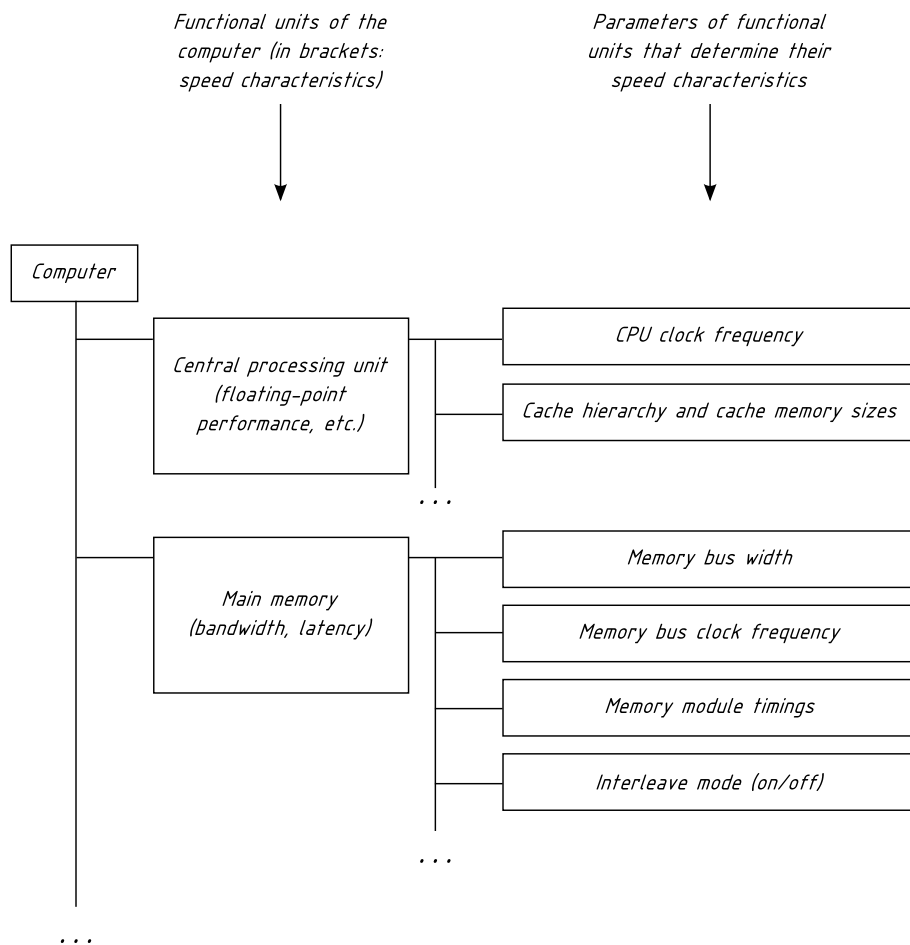 Functional units of the
computer (in brackets:
speed characteristics)
Parameters of functional
units that determine their
speed characteristics
Computer
Central processing unit
(floating-point
performance, etc.)
CPU clock frequency
Cache hierarchy and cache memory sizes
...
Main memory
(bandwidth, latency)
Memory bus width
Memory bus clock frequency
Memory module timings
Interleave mode (on/off)
...
...